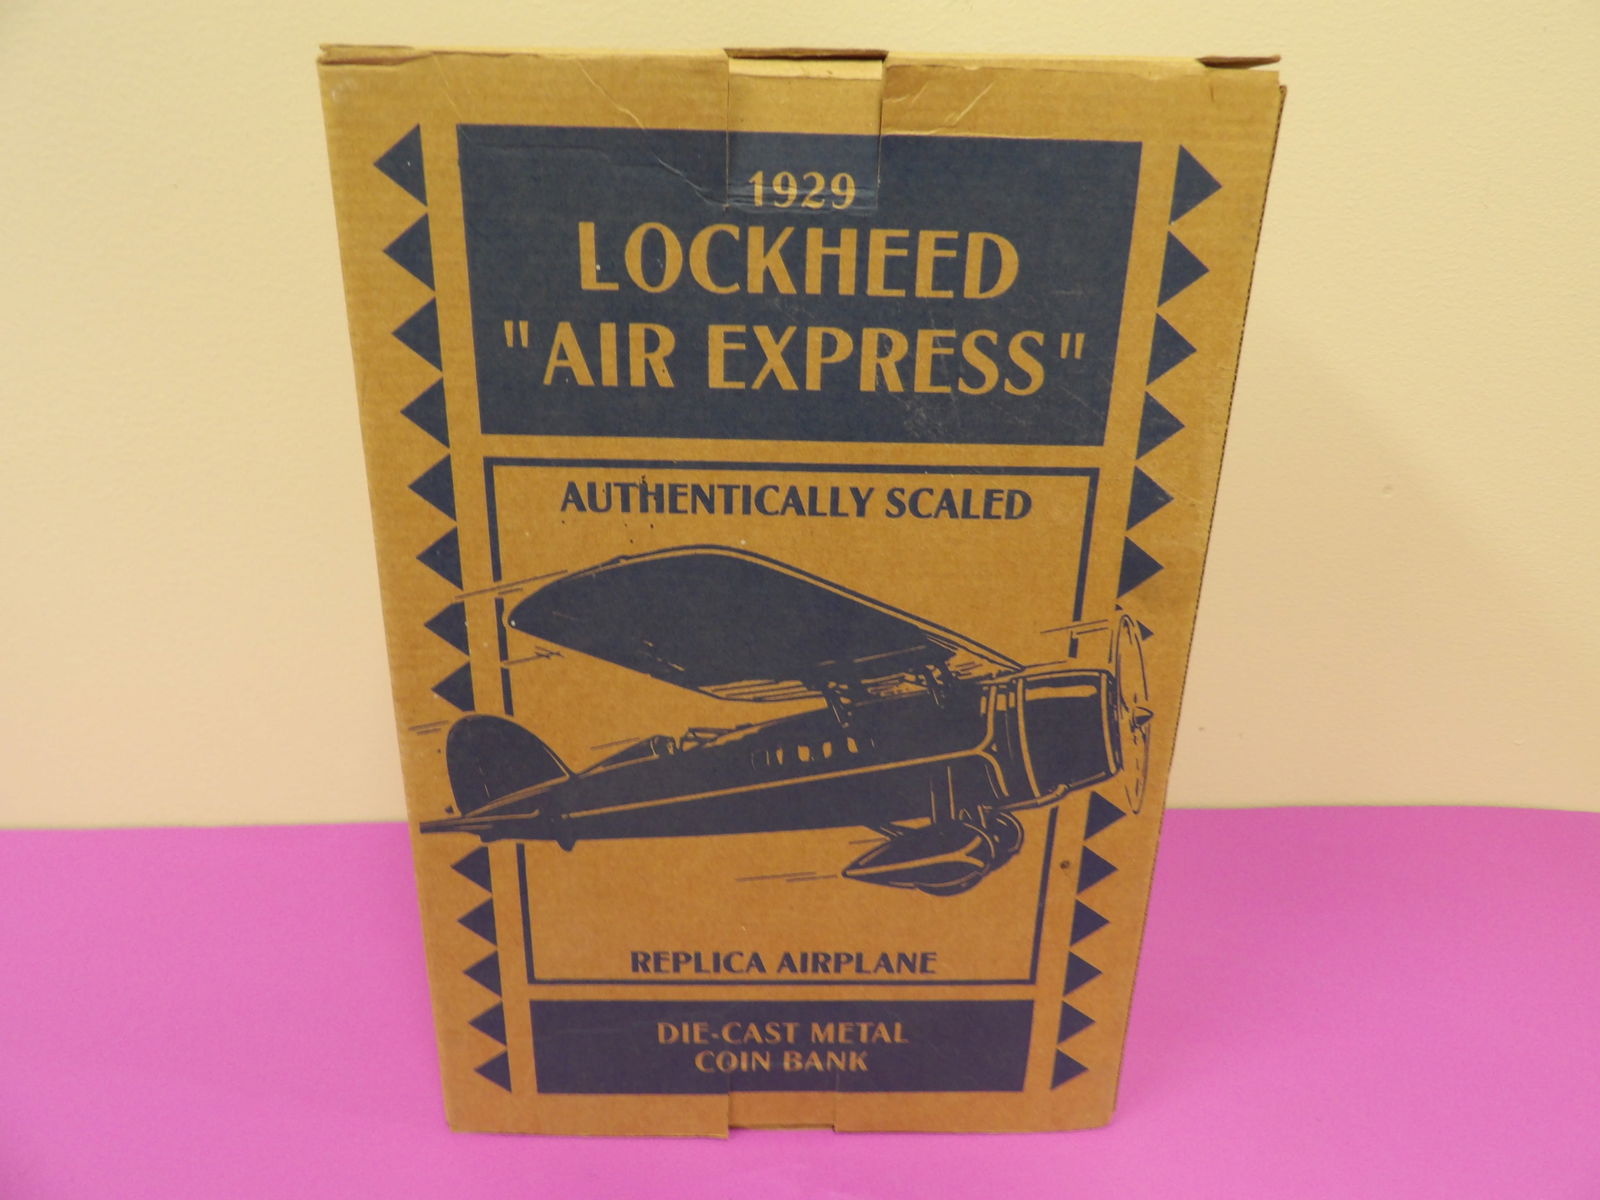 1929
LOCKHEED
"AIR EXPRESS"
AUTHENTICALLY SCALED
REPLICA AIRPLANE
DIE-CAST METAL
COIN BANK